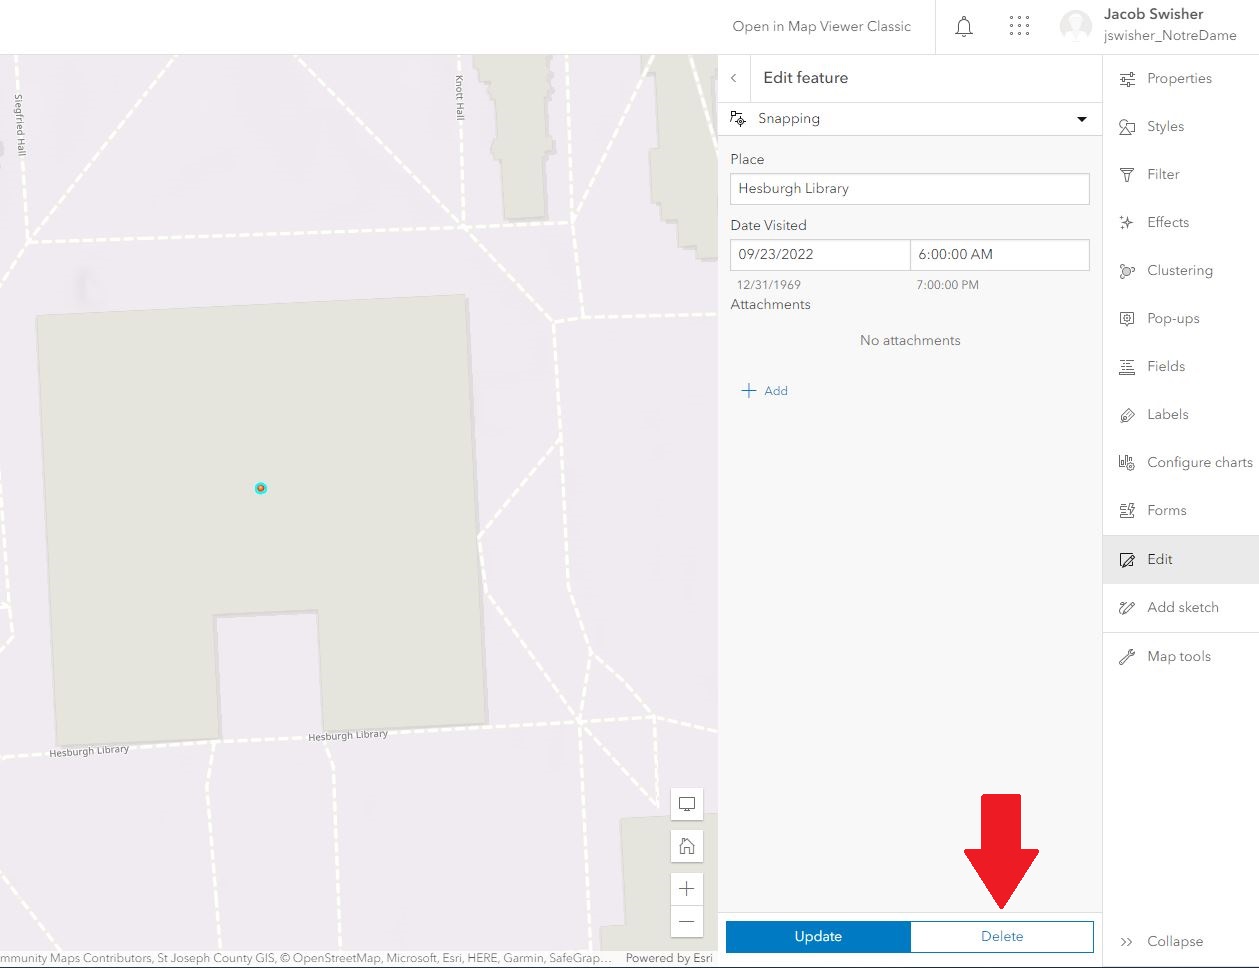 Open in Map Viewer Classic
Jacob Swisher
jswisher_NotreDame
Siegfried Hall
Knott Hall
Hesburgh Library
Hesburgh Library
mmunity Maps Contributors, St Joseph County GIS, © OpenStreetMap, Microsoft, Esri, HERE, Garmin, SafeGrap...
Powered by Esri
Edit feature
Snapping
Place
Hesburgh Library
Date Visited
09/23/2022 6:00:00 AM
12/31/1969 7:00:00 PM
Attachments
No attachments
Add
Update Delete
Properties
Styles
Filter
Effects
Clustering
Pop-ups
Fields
Labels
Configure charts
Forms
Edit
Add sketch
Map tools
Collapse